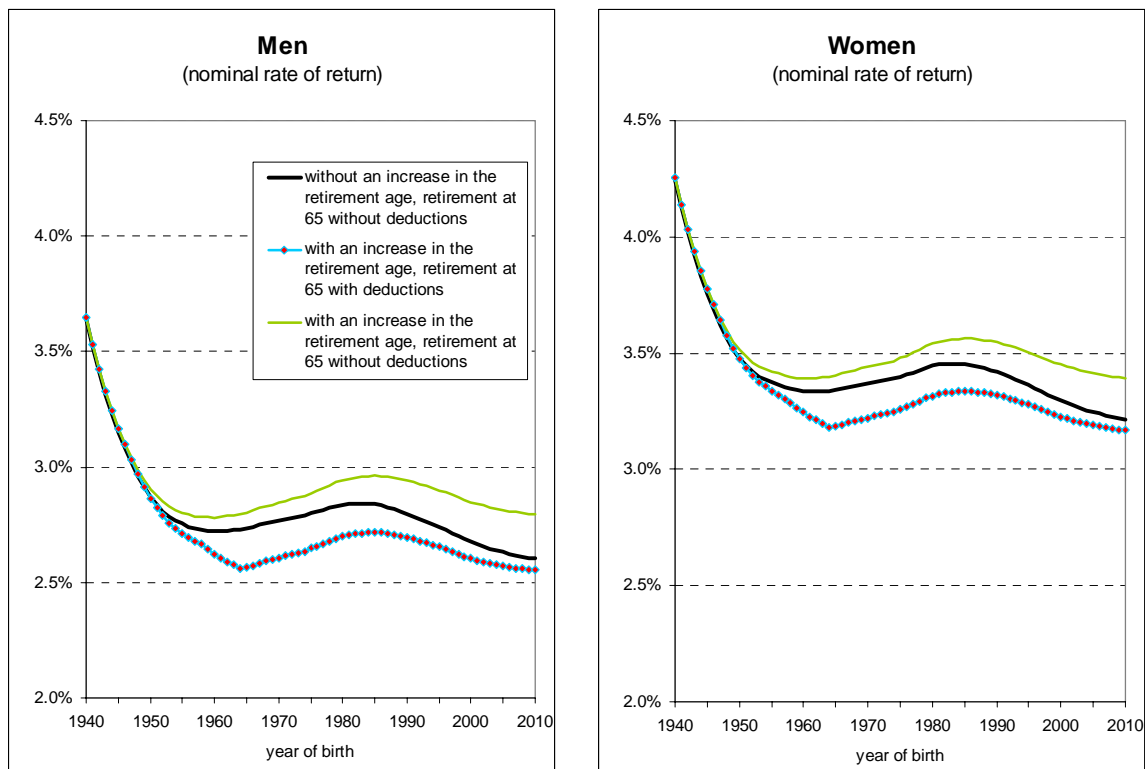 Men
(nominal rate of return)
4.5%
4.0%
3.5%
3.0%
2.5%
2.0%
without an increase in the
retirement age, retirement at
65 without deductions
with an increase in the
retirement age, retirement at
65 with deductions
with an increase in the
retirement age, retirement at
65 without deductions
1940 1950 1960 1970 1980 1990 2000 2010
year of birth
Women
(nominal rate of return)
4.5%
4.0%
3.5%
3.0%
2.5%
2.0%
1940 1950 1960 1970 1980 1990 2000 2010
year of birth